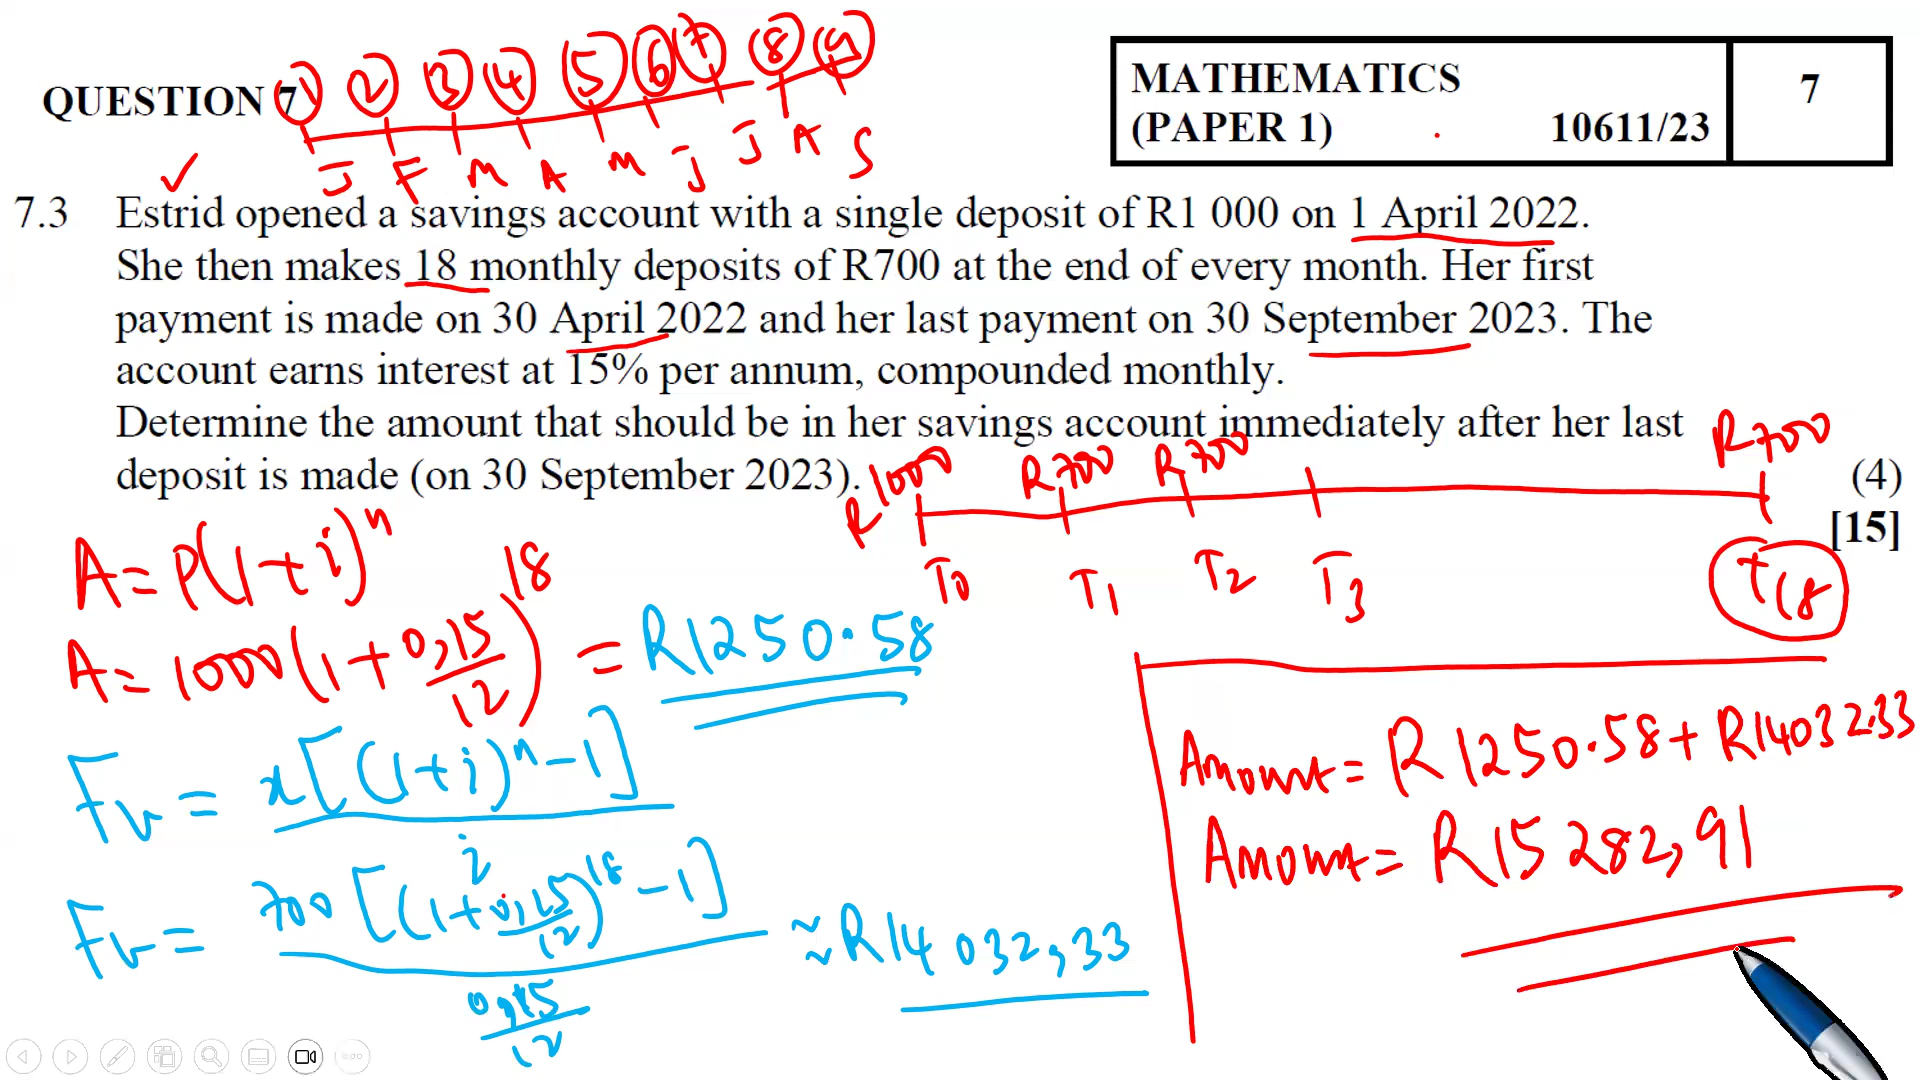 ① ② ③ ④ ⑤ ⑥ ⑦ ⑧ ⑨
J F M A M J J A S
QUESTION 7
MATHEMATICS
(PAPER 1) 10611/23
7
7.3 Estrid opened a savings account with a single deposit of R1 000 on 1 April 2022.
She then makes 18 monthly deposits of R700 at the end of every month. Her first
payment is made on 30 April 2022 and her last payment on 30 September 2023. The
account earns interest at 15% per annum, compounded monthly.
Determine the amount that should be in her savings account immediately after her last
deposit is made (on 30 September 2023).
(4)
[15]
R1000 R700 R700 R700
T0 T1 T2 T3 T18
A = P(1+i)^n
A = 1000(1+0,15/12)^18 = R1250.58
Fv = x[(1+i)^n -1]/i
Fv = 700[(1+0,15/12)^18 -1]/(0,15/12) ≈ R14 032,33
Amount = R1250.58 + R14032.33
Amount = R15 282,91